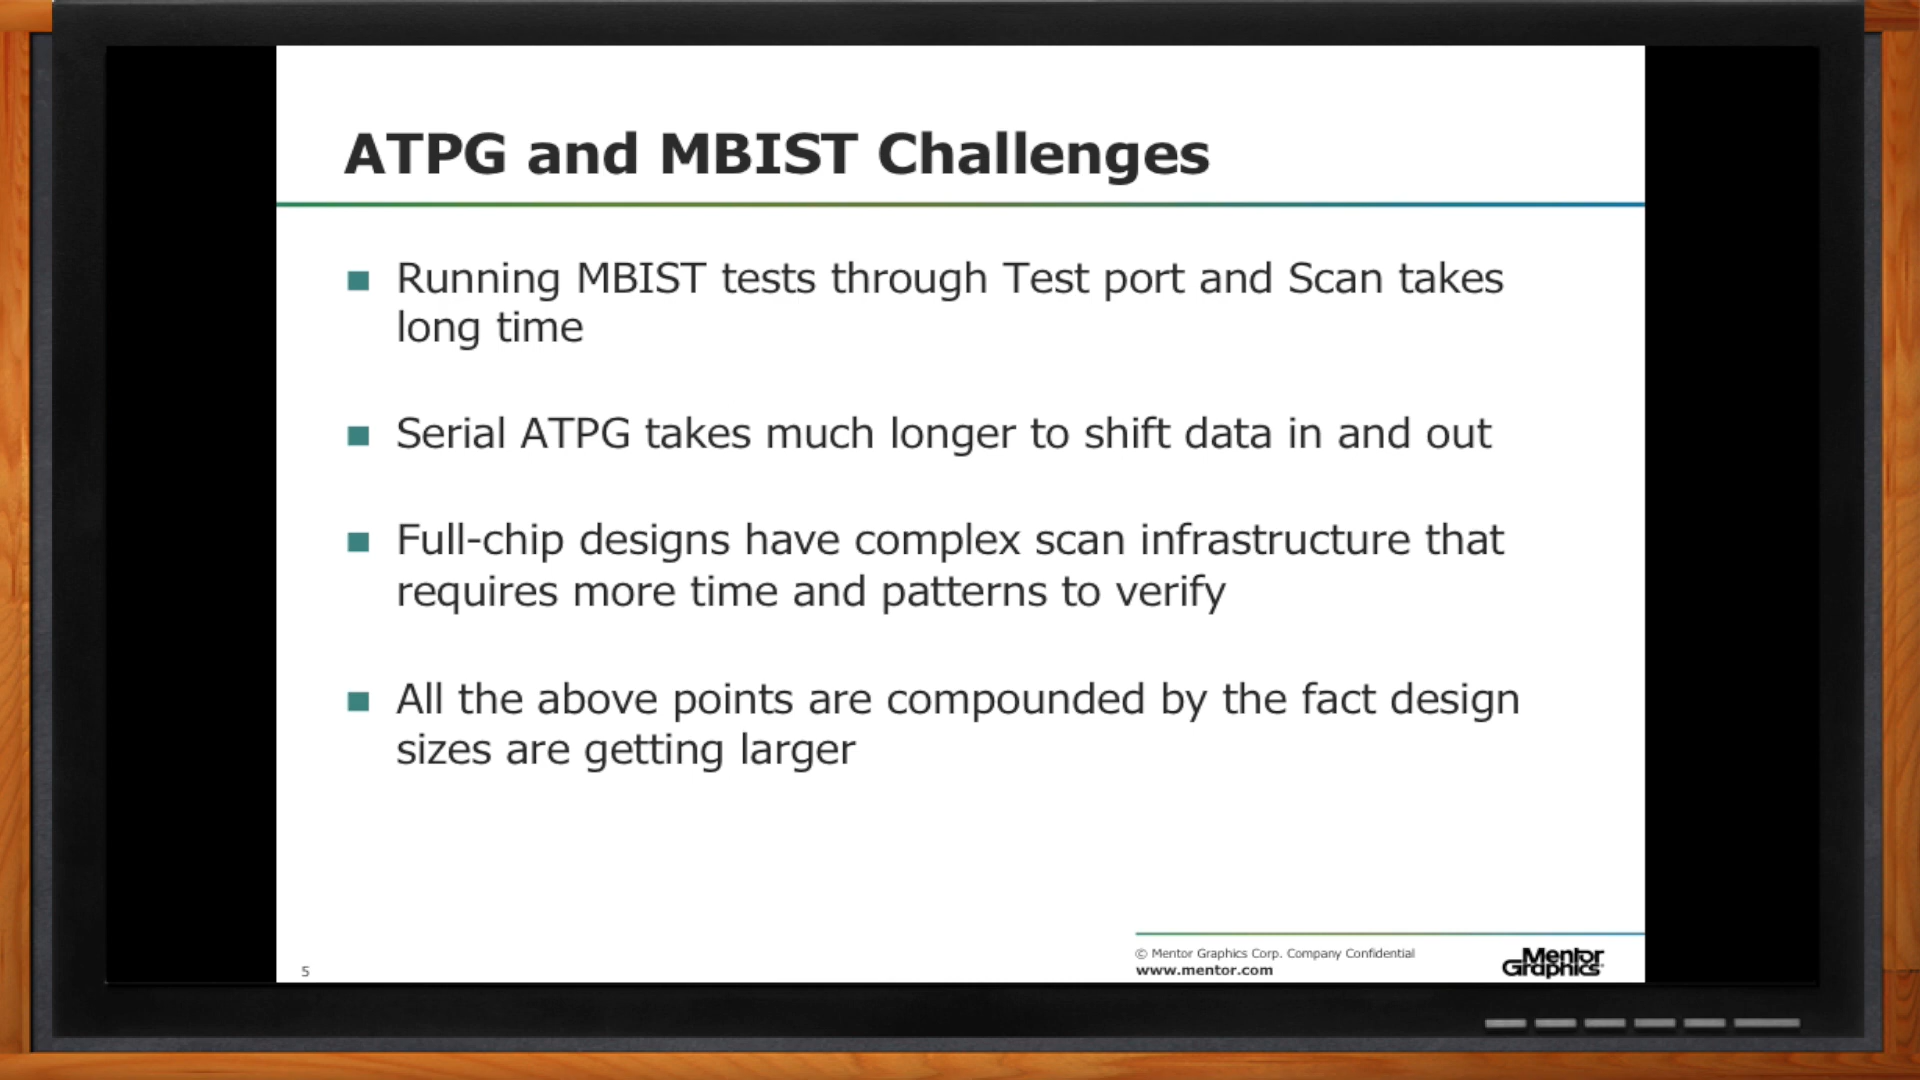 ATPG and MBIST Challenges
Running MBIST tests through Test port and Scan takes
long time
Serial ATPG takes much longer to shift data in and out
Full-chip designs have complex scan infrastructure that
requires more time and patterns to verify
All the above points are compounded by the fact design
sizes are getting larger
5
© Mentor Graphics Corp. Company Confidential
www.mentor.com
Mentor
Graphics